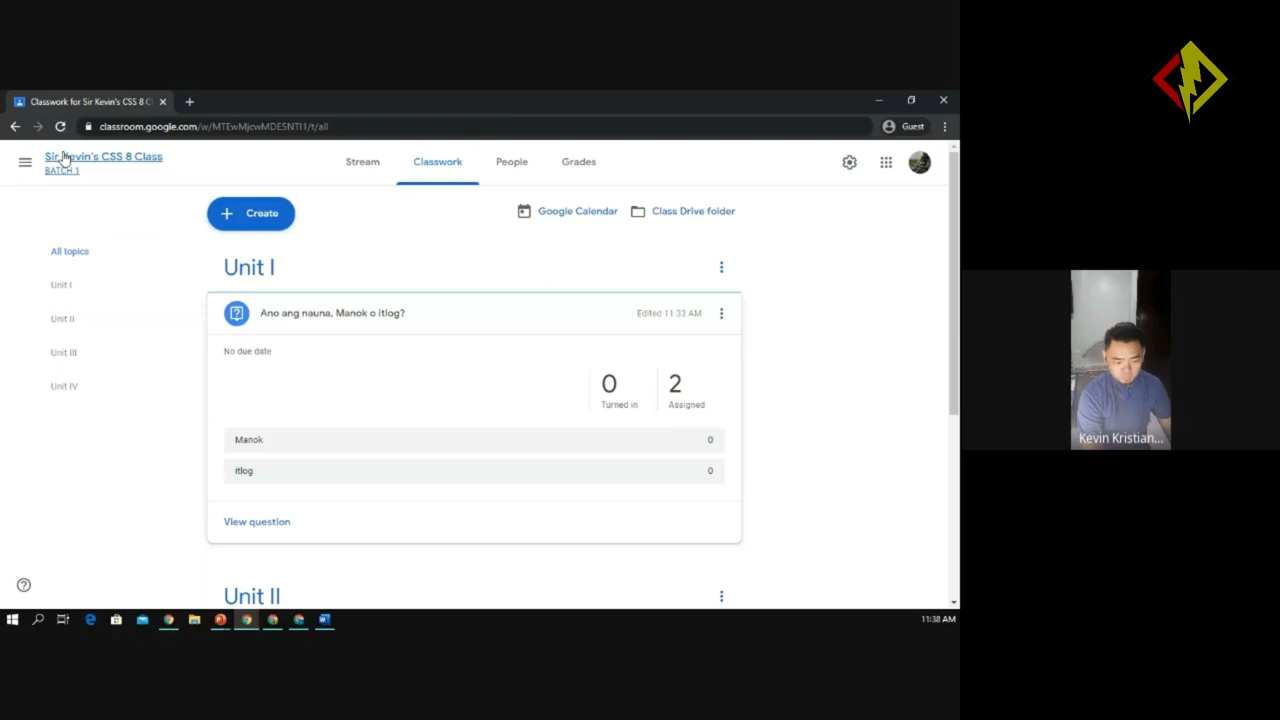 Classwork for Sir Kevin's CSS 8 C
classroom.google.com/w/MTEwMjcwMDE5NTI1/t/all
Guest
Sir Kevin's CSS 8 Class
BATCH 1
Stream
Classwork
People
Grades
Create
Google Calendar
Class Drive folder
All topics
Unit I
Unit II
Unit III
Unit IV
Unit I
Ano ang nauna, Manok o itlog?
Edited 11:33 AM
No due date
0
Turned in
2
Assigned
Manok
0
itlog
0
View question
Unit II
11:38 AM
Kevin Kristian...